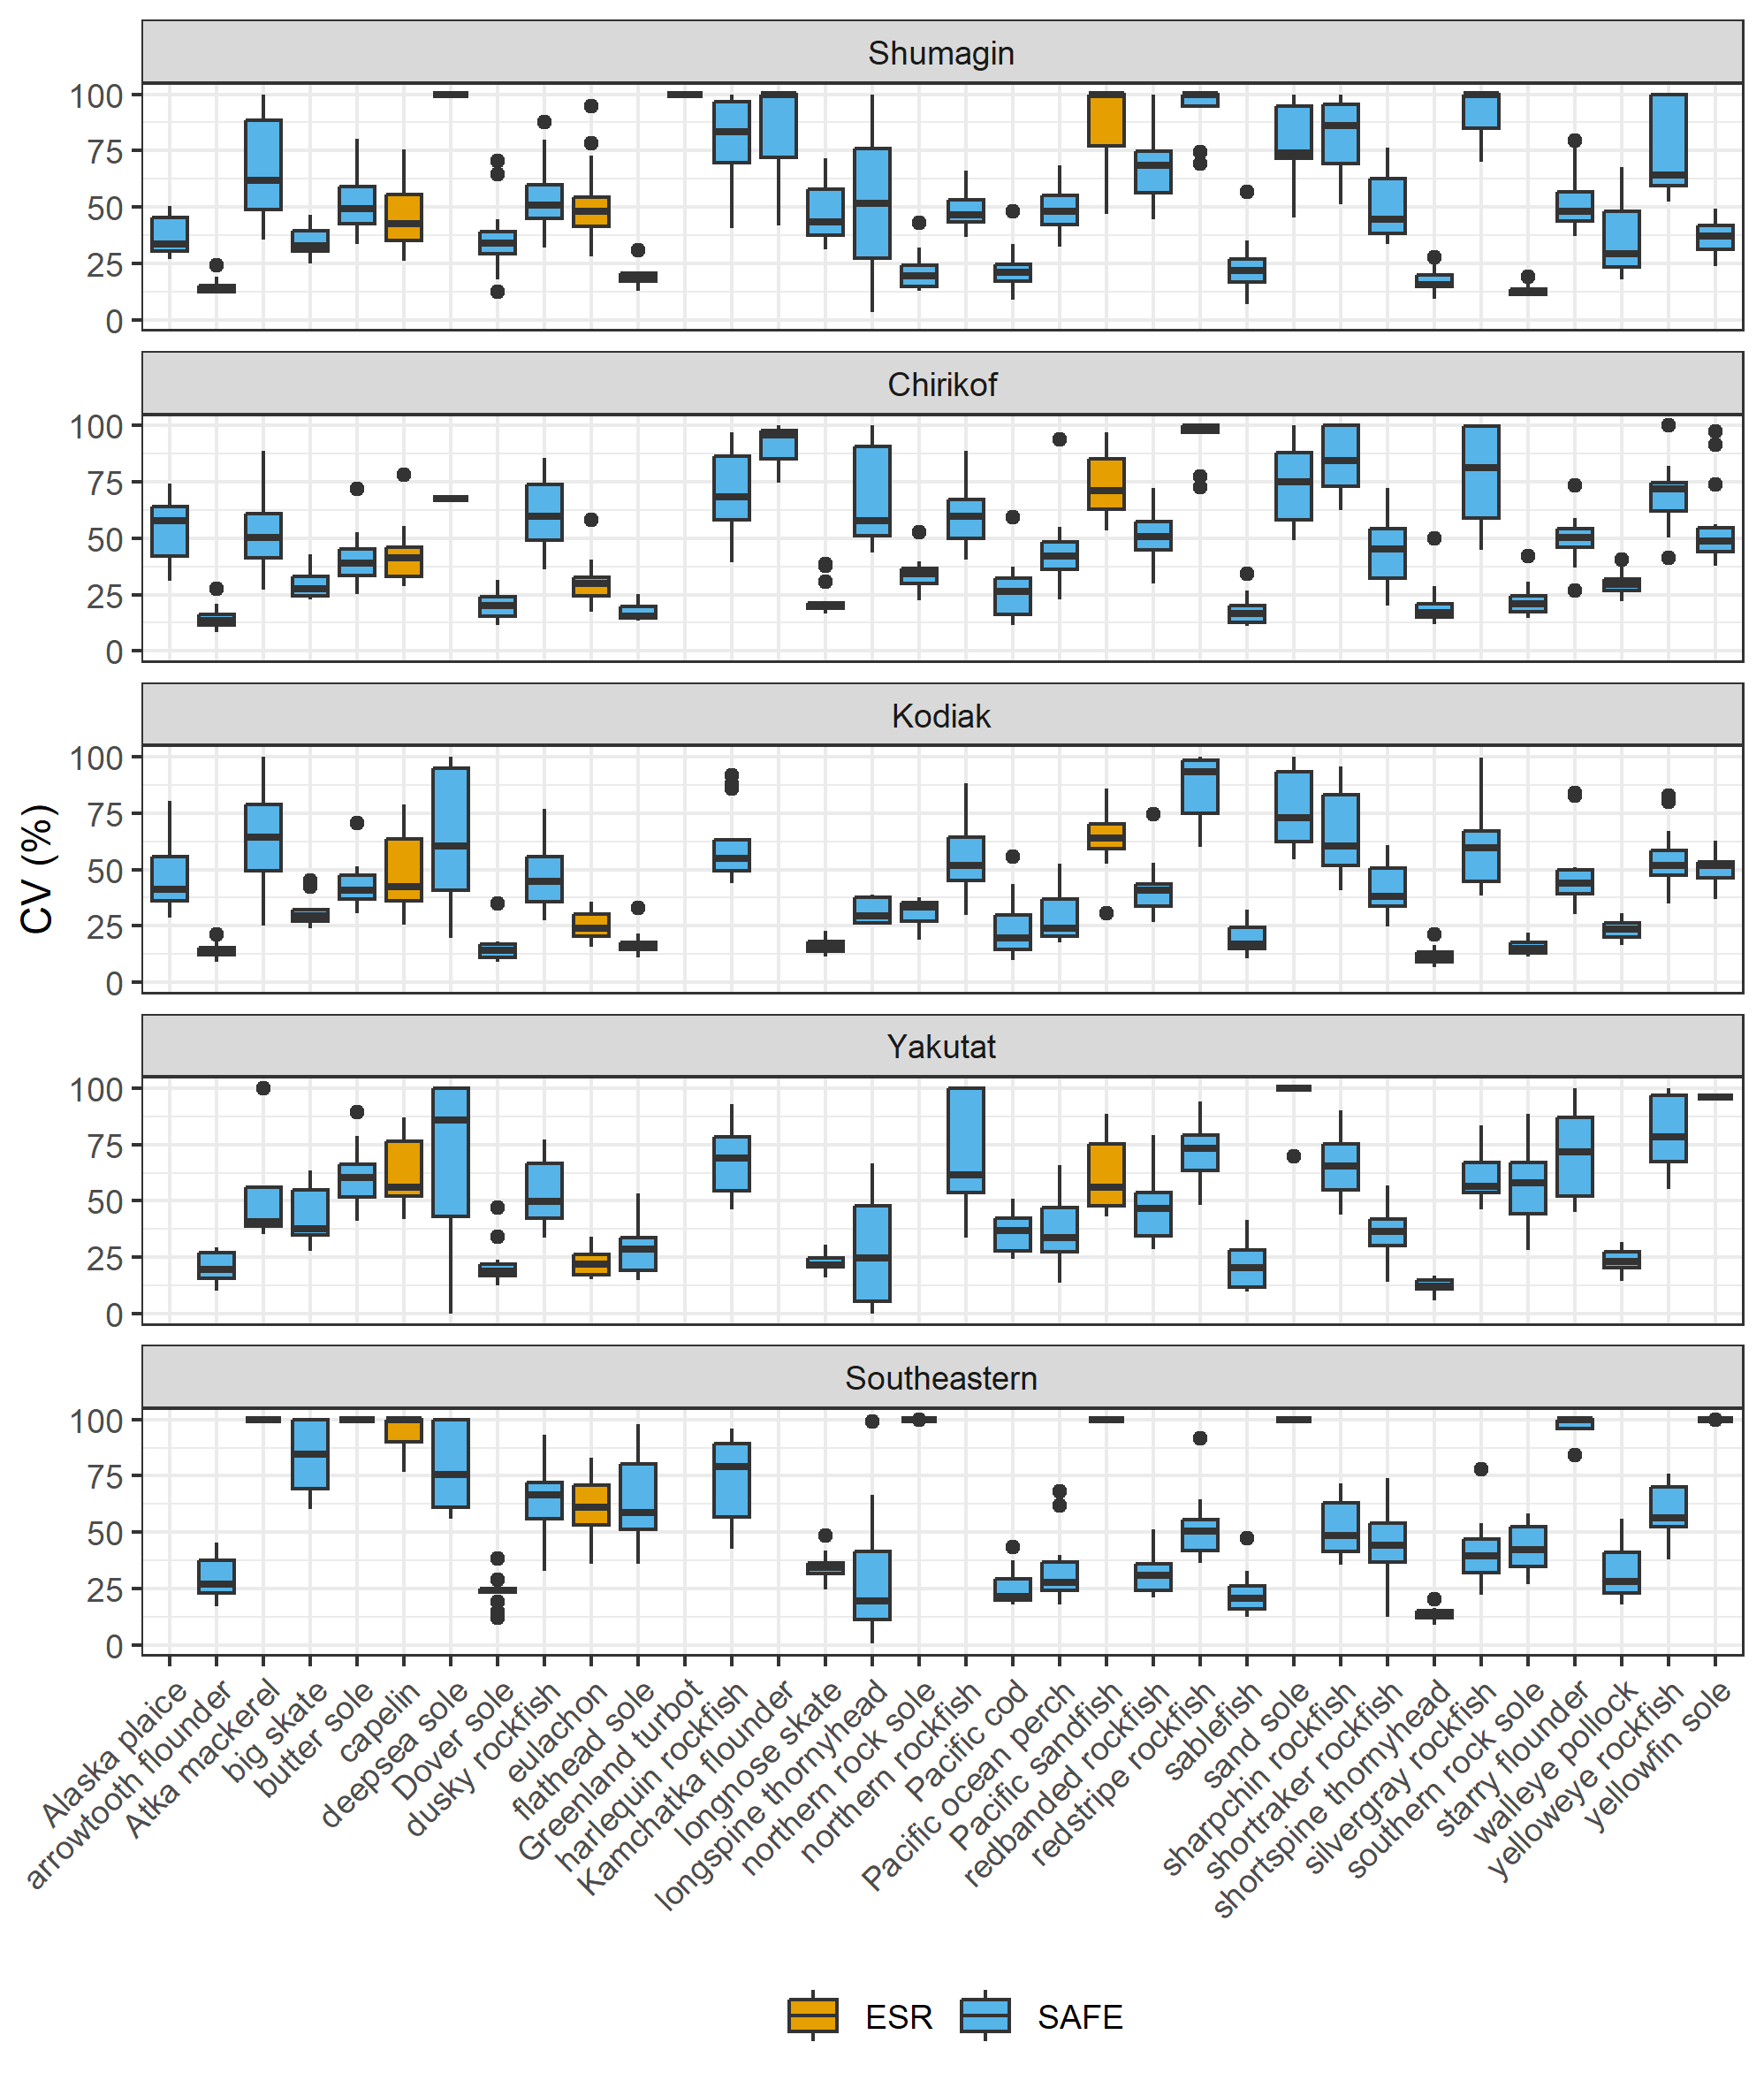 Shumagin
100
75
50
25
0
Chirikof
100
75
50
25
0
Kodiak
100
75
50
25
0
CV (%)
Yakutat
100
75
50
25
0
Southeastern
100
75
50
25
0
Alaska plaice
arrowtooth flounder
Atka mackerel
big skate
butter sole
capelin
deepsea sole
Dover sole
dusky rockfish
eulachon
flathead sole
Greenland turbot
harlequin rockfish
Kamchatka flounder
longnose skate
longspine thornyhead
northern rock sole
northern rockfish
Pacific cod
Pacific ocean perch
Pacific sandfish
redbanded rockfish
redstripe rockfish
sablefish
sand sole
sharpchin rockfish
shortraker rockfish
shortspine thornyhead
silvergray rockfish
southern rock sole
starry flounder
walleye pollock
yelloweye rockfish
yellowfin sole
ESR SAFE